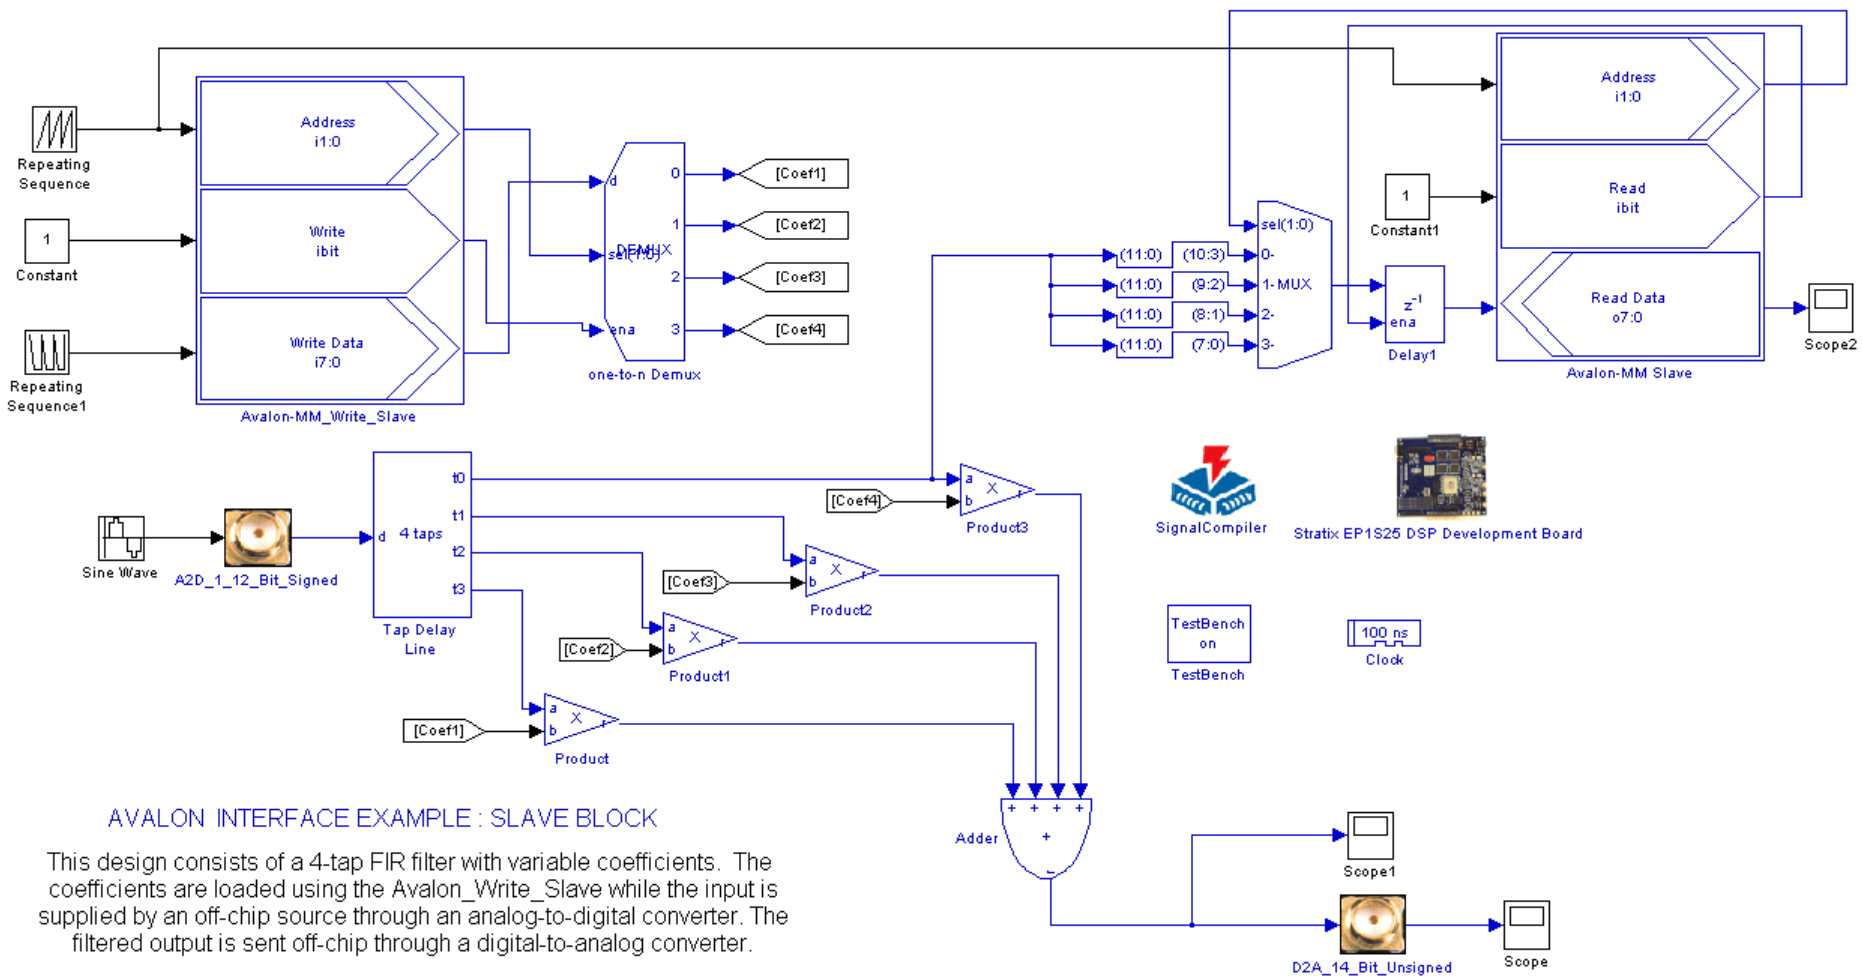 Repeating
Sequence
1
Constant
Repeating
Sequence1
Address
i1:0
Write
ibit
Write Data
i7:0
Avalon-MM_Write_Slave
d
sel(1:0)
ena
DEMUX
0
1
2
3
one-to-n Demux
[Coef1]
[Coef2]
[Coef3]
[Coef4]
(11:0) (10:3)
(11:0) (9:2)
(11:0) (8:1)
(11:0) (7:0)
sel(1:0)
0-
1- MUX
2-
3-
z-1
ena
Delay1
1
Constant1
Address
i1:0
Read
ibit
Read Data
o7:0
Avalon-MM Slave
Scope2
Sine Wave
A2D_1_12_Bit_Signed
d 4 taps
t0
t1
t2
t3
Tap Delay
Line
[Coef4]
a
b
X
r
Product3
[Coef3]
a
b
X
r
Product2
[Coef2]
a
b
X
r
Product1
[Coef1]
a
b
X
r
Product
SignalCompiler
Stratix EP1S25 DSP Development Board
TestBench
on
TestBench
100 ns
Clock
+ + + +
+
Adder
Scope1
D2A_14_Bit_Unsigned
Scope
AVALON INTERFACE EXAMPLE : SLAVE BLOCK
This design consists of a 4-tap FIR filter with variable coefficients. The
coefficients are loaded using the Avalon_Write_Slave while the input is
supplied by an off-chip source through an analog-to-digital converter. The
filtered output is sent off-chip through a digital-to-analog converter.